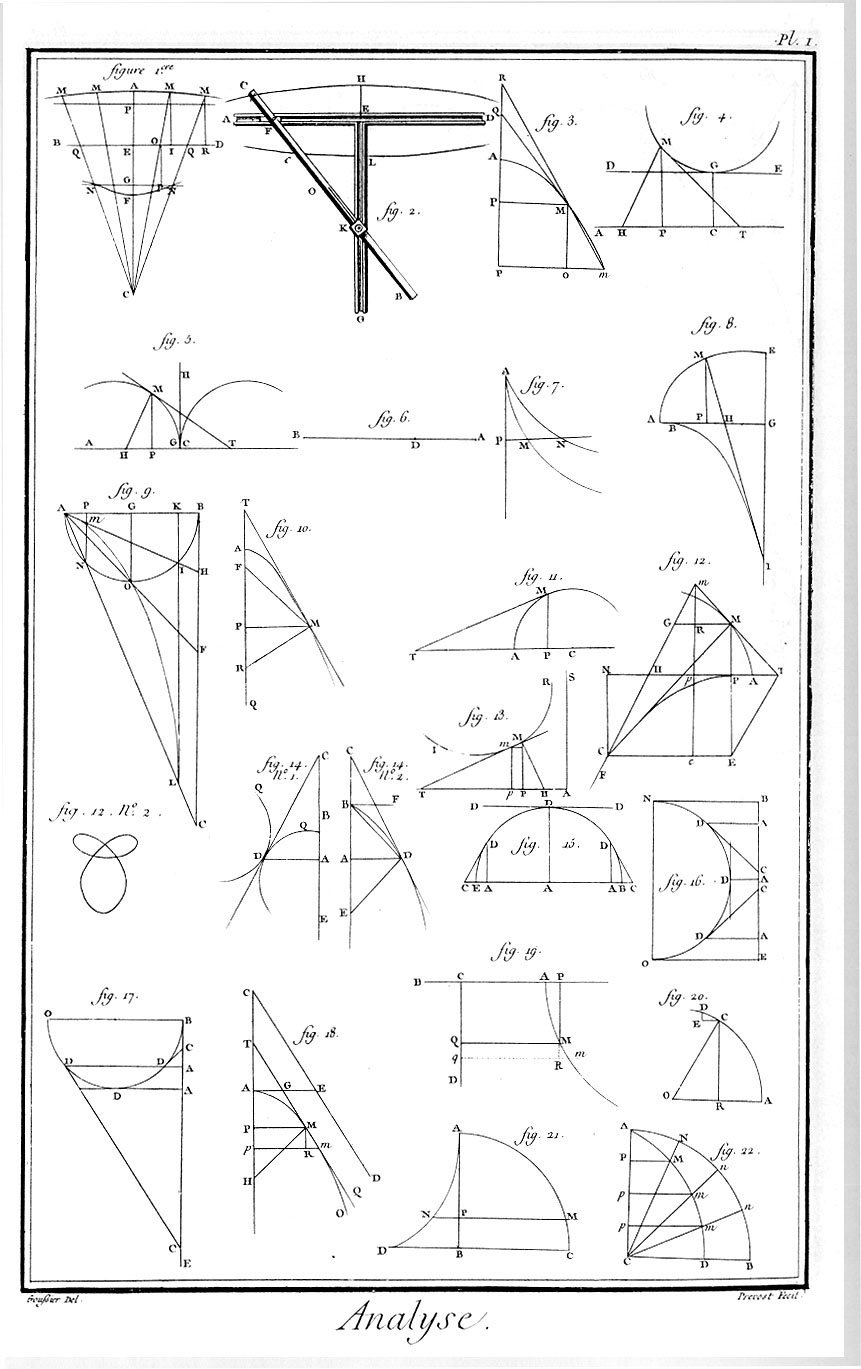 Pl. 1.
figure 1.ere
M M A M M
P
B Q E O I Q R D
G
N F P N
C
fig. 2.
C H
A F E D
c L
O
K
B
G
fig. 3.
R
Q
A
P M
P O m
fig. 4.
M
D G E
A H P C T
fig. 5.
H
M
A H P G C T
fig. 6.
B D A
fig. 7.
A
P M N
fig. 8.
M E
A B P H G
I
fig. 9.
A P G K B
m
N O I H
F
L
C
fig. 10.
T
A
F
P M
R
Q
fig. 11.
M
T A P C
fig. 12.
m
G R M
N H p P A T
C e E
F
fig. 12. N.o 2.
fig. 13.
R S
I m M
T p P H A
fig. 14. N.o 1.
C
Q B
Q
D A
E
fig. 14. N.o 2.
C
B F
A D
E
fig. 15.
D D D
D D
C E A A A B C
fig. 16.
N B
D A
C
D A
C
D A
O E
fig. 17.
O B
C
D D A
D A
C
E
fig. 18.
C
T
A G E
P M
p R m
H
Q D
O
fig. 19.
B C A P
Q M
q R m
D
fig. 20.
D
E C
O R A
fig. 21.
A
N P M
D B C
fig. 22.
A N
P M n
p m n
p m
C D B
Goussier Del.
Prevost Fecit.
Analyse.